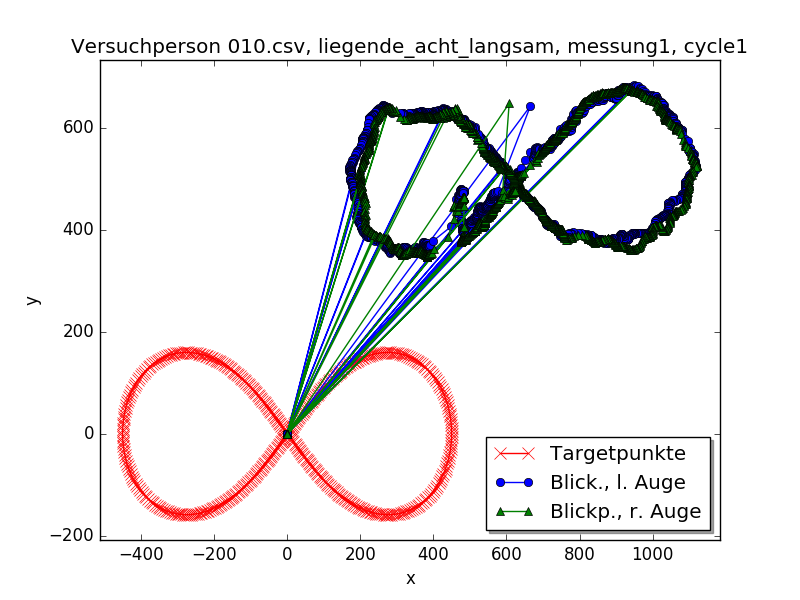 Versuchperson 010.csv, liegende_acht_langsam, messung1, cycle1
y
600
400
200
0
−200
−400
−200
0
200
400
600
800
1000
x
Targetpunkte
Blick., l. Auge
Blickp., r. Auge